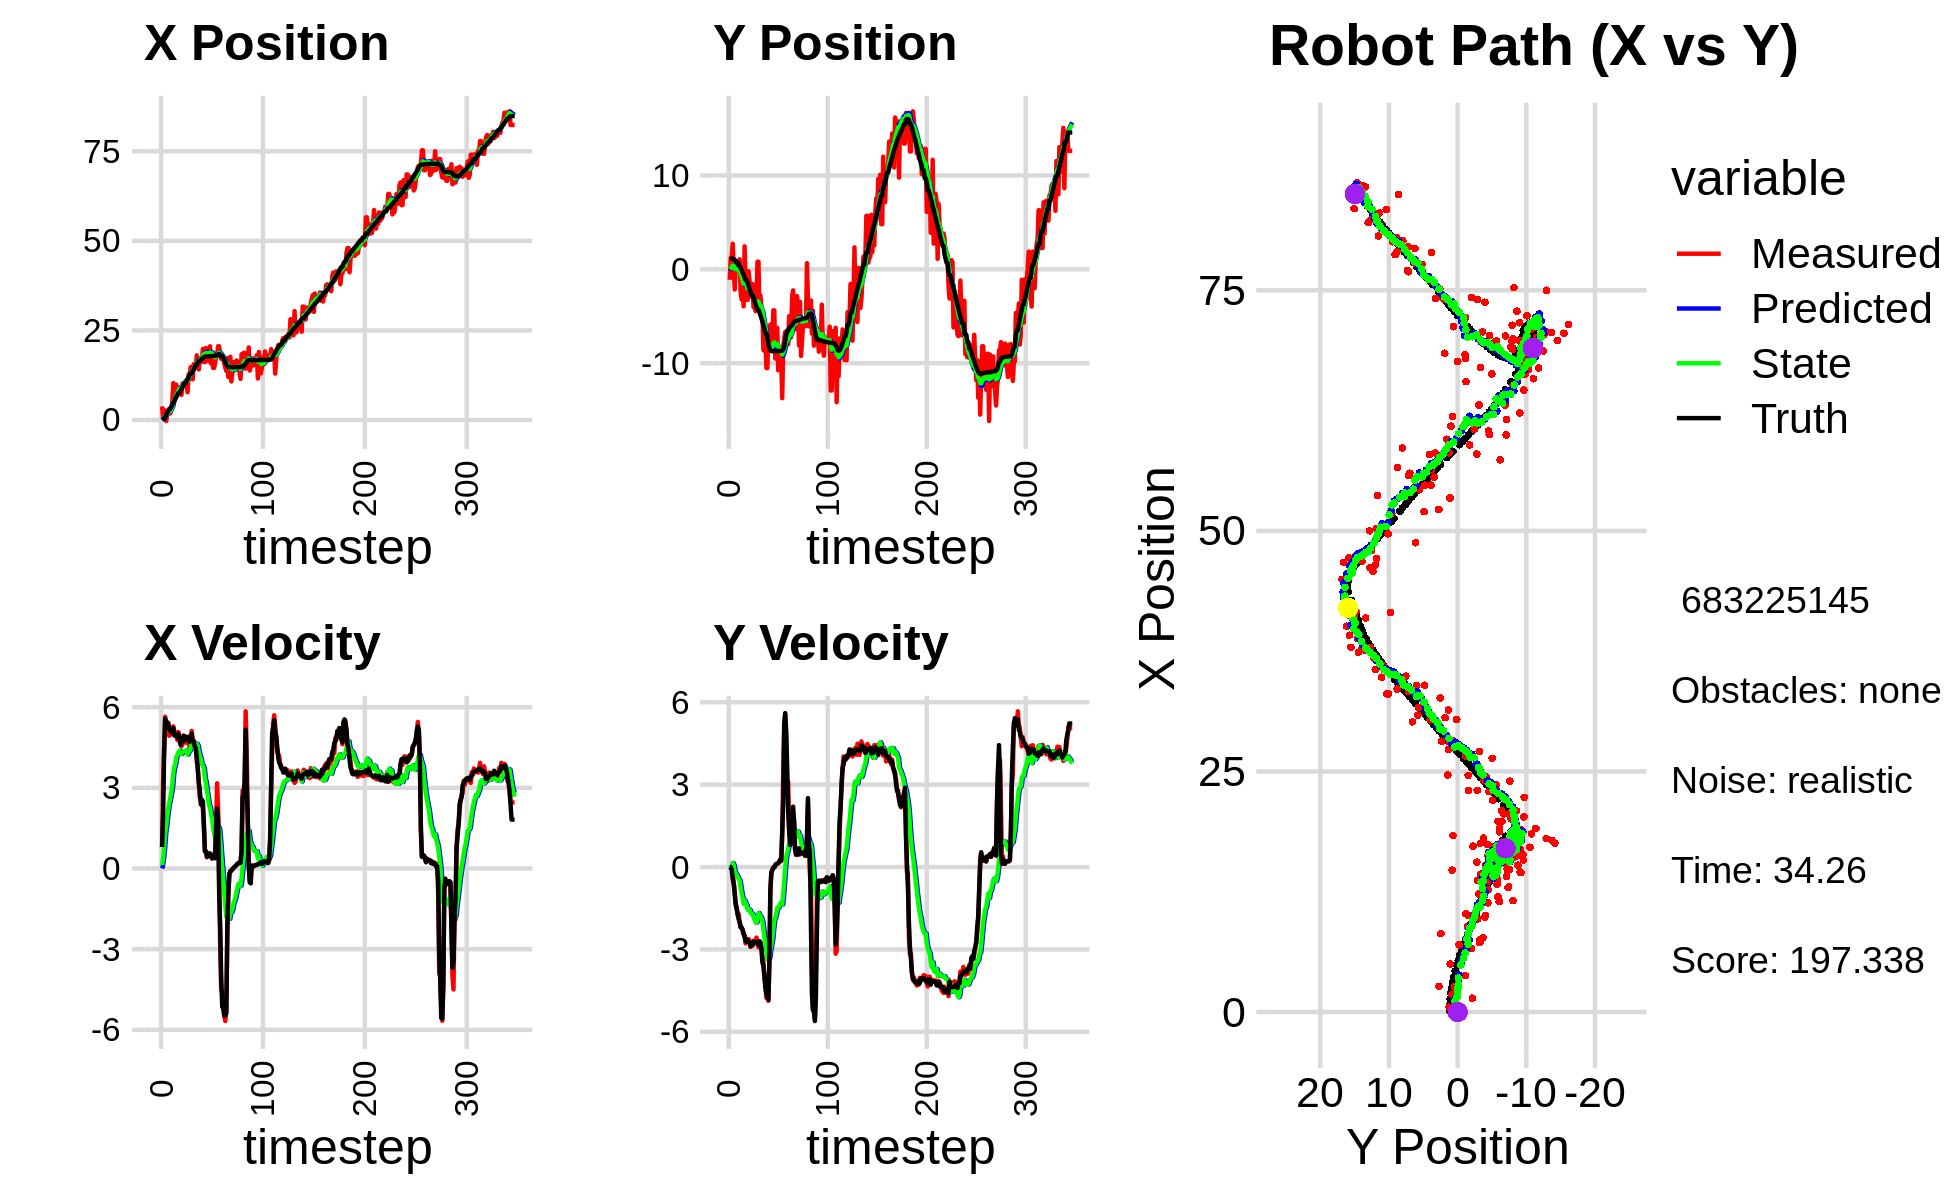 X Position
75
50
25
0
0
100
200
300
timestep
Y Position
10
0
-10
0
100
200
300
timestep
X Velocity
6
3
0
-3
-6
0
100
200
300
timestep
Y Velocity
6
3
0
-3
-6
0
100
200
300
timestep
Robot Path (X vs Y)
X Position
75
50
25
0
20 10 0 -10 -20
Y Position
variable
Measured
Predicted
State
Truth
683225145
Obstacles: none
Noise: realistic
Time: 34.26
Score: 197.338